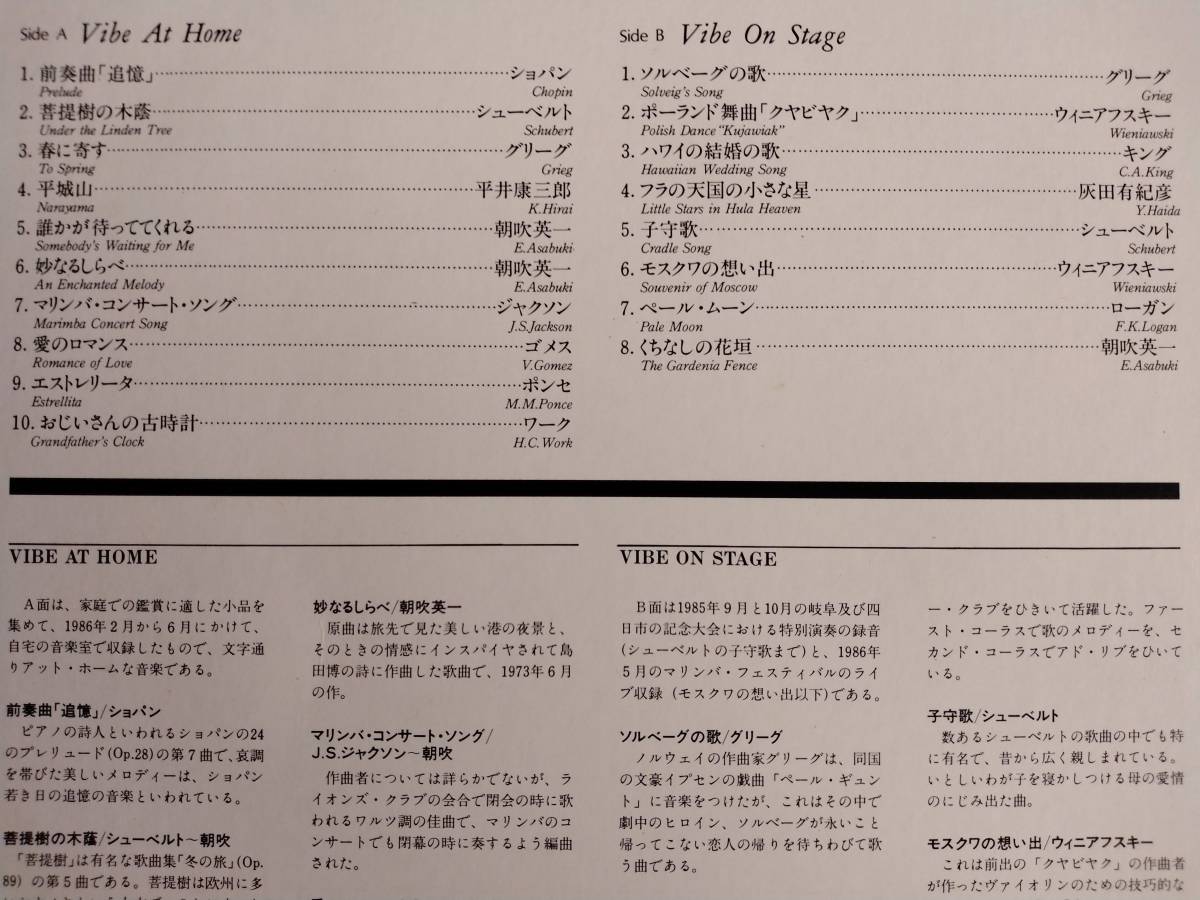 Side A Vibe At Home
1. 前奏曲「追憶」……ショパン
Prelude Chopin
2. 菩提樹の木蔭……シューベルト
Under the Linden Tree Schubert
3. 春に寄す……グリーグ
To Spring Grieg
4. 平城山……平井康三郎
Narayama K.Hirai
5. 誰かが待っててくれる……朝吹英一
Somebody's Waiting for Me E.Asabuki
6. 妙なるしらべ……朝吹英一
An Enchanted Melody E.Asabuki
7. マリンバ・コンサート・ソング……ジャクソン
Marimba Concert Song J.S.Jackson
8. 愛のロマンス……ゴメス
Romance of Love V.Gomez
9. エストレリータ……ポンセ
Estrellita M.M.Ponce
10. おじいさんの古時計……ワーク
Grandfather's Clock H.C.Work
Side B Vibe On Stage
1. ソルベーグの歌……グリーグ
Solveig's Song Grieg
2. ポーランド舞曲「クヤビヤク」……ウィニアフスキー
Polish Dance "Kujawiak" Wieniawski
3. ハワイの結婚の歌……キング
Hawaiian Wedding Song C.A.King
4. フラの天国の小さな星……灰田有紀彦
Little Stars in Hula Heaven Y.Haida
5. 子守歌……シューベルト
Cradle Song Schubert
6. モスクワの想い出……ウィニアフスキー
Souvenir of Moscow Wieniawski
7. ペール・ムーン……ローガン
Pale Moon F.K.Logan
8. くちなしの花垣……朝吹英一
The Gardenia Fence E.Asabuki
VIBE AT HOME
A面は、家庭での鑑賞に適した小品を
集めて、1986年2月から6月にかけて、
自宅の音楽室で収録したもので、文字通
りアット・ホームな音楽である。
前奏曲「追憶」/ショパン
ピアノの詩人といわれるショパンの24
のプレリュード(Op.28)の第7曲で、哀調
を帯びた美しいメロディーは、ショパン
若き日の追憶の音楽といわれている。
菩提樹の木蔭/シューベルト〜朝吹
「菩提樹」は有名な歌曲集「冬の旅」(Op.
89)の第5曲である。菩提樹は欧州に多
妙なるしらべ/朝吹英一
原曲は旅先で見た美しい港の夜景と、
そのときの情感にインスパイヤされて島
田博の詩に作曲した歌曲で、1973年6月
の作。
マリンバ・コンサート・ソング/
J.S.ジャクソン〜朝吹
作曲者については詳らかでないが、ラ
イオンズ・クラブの会合で閉会の時に歌
われるワルツ調の佳曲で、マリンバのコ
ンサートでも閉幕の時に奏するよう編曲
された。
VIBE ON STAGE
B面は1985年9月と10月の岐阜及び四
日市の記念大会における特別演奏の録音
(シューベルトの子守歌まで)と、1986年
5月のマリンバ・フェスティバルのライ
ブ収録(モスクワの想い出以下)である。
ソルベーグの歌/グリーグ
ノルウェイの作曲家グリーグは、同国
の文豪イプセンの戯曲「ペール・ギュン
ト」に音楽をつけたが、これはその中で
劇中のヒロイン、ソルベーグが永いこと
帰ってこない恋人の帰りを待ちわびて歌
う曲である。
ー・クラブをひきいて活躍した。ファー
スト・コーラスで歌のメロディーを、セ
カンド・コーラスでアド・リブをひいて
いる。
子守歌/シューベルト
数あるシューベルトの歌曲の中でも特
に有名で、昔から広く親しまれている。
いとしいわが子を寝かしつける母の愛情
のにじみ出た曲。
モスクワの想い出/ウィニアフスキー
これは前出の「クヤビヤク」の作曲者
が作ったヴァイオリンのための技巧的な